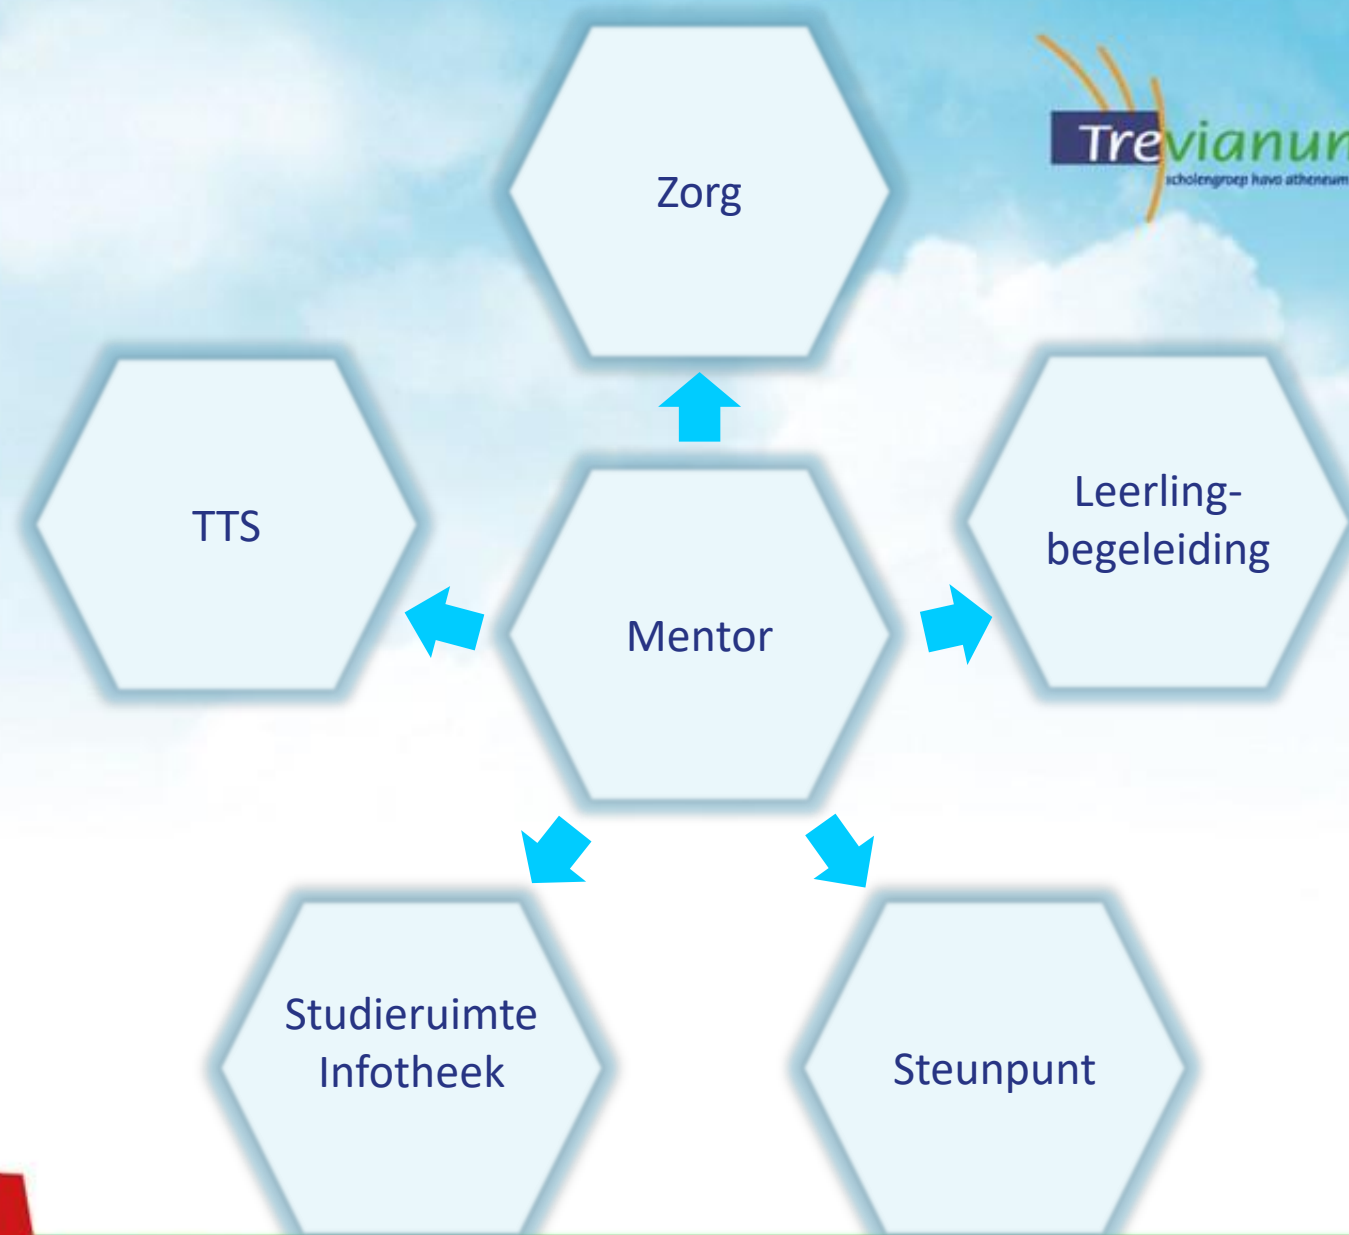 Zorg
Trevianum
scholengroep havo atheneum
TTS
Leerling-
begeleiding
Mentor
Studieruimte
Infotheek
Steunpunt